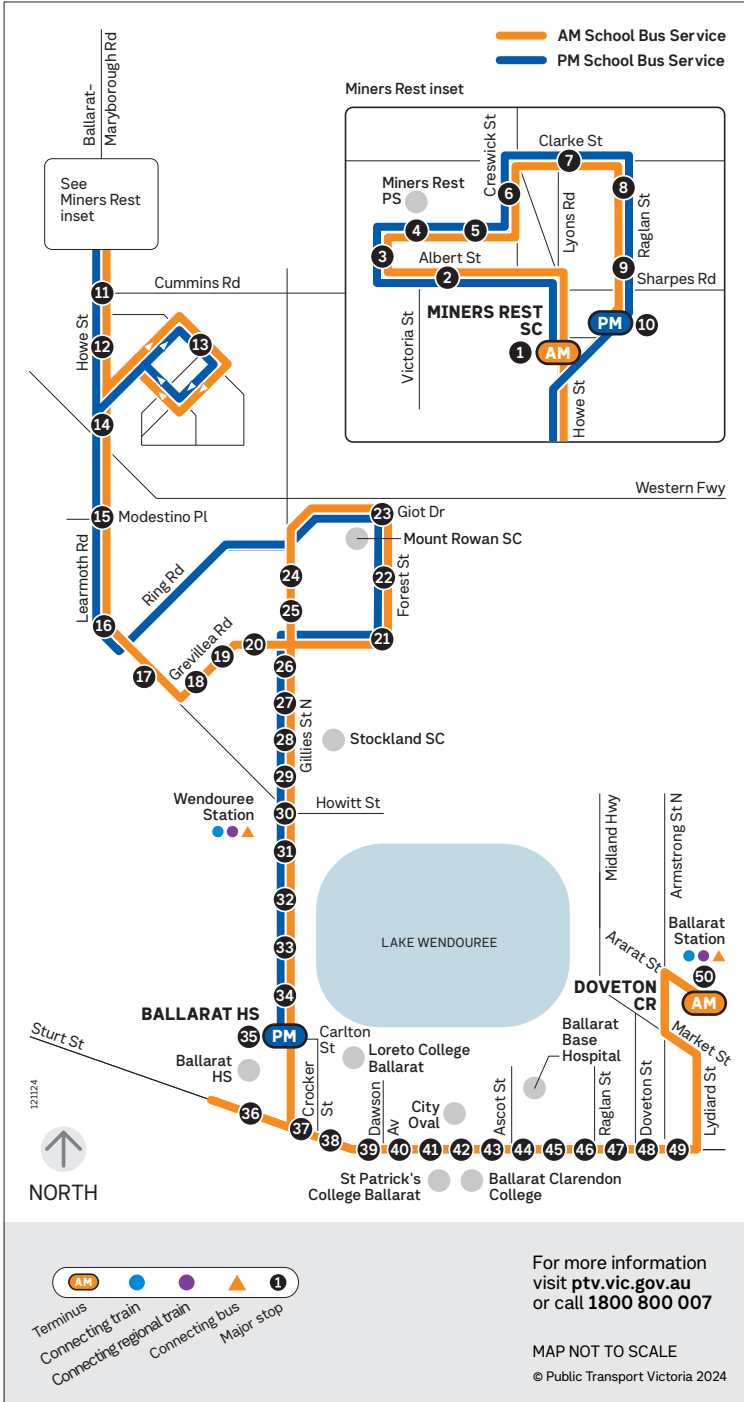 AM School Bus Service
PM School Bus Service
Ballarat-
Maryborough Rd
See
Miners Rest
inset
Miners Rest inset
Creswick St
Clarke St
7
Miners Rest
PS
6
8
Lyons Rd
Raglan St
4
5
3
Albert St
2
9
Sharpes Rd
Victoria St
MINERS REST
SC
PM
10
1
AM
Howe St
11
Cummins Rd
Howe St
12
13
14
Western Fwy
15
Modestino Pl
23
Giot Dr
Mount Rowan SC
Learmoth Rd
Ring Rd
24
22
Forest St
25
16
21
Grevillea Rd
20
19
18
17
26
27
Gillies St N
28
Stockland SC
29
Wendouree
Station
30
Howitt St
31
32
33
34
LAKE WENDOUREE
Midland Hwy
Armstrong St N
Ballarat
Station
50
Ararat St
AM
DOVETON
CR
Market St
Lydiard St
BALLARAT HS
35
PM
Carlton
St
Crocker
St
Sturt St
Ballarat
HS
Loreto College
Ballarat
Ballarat
Base
Hospital
City
Oval
Dawson
Av
Ascot St
Raglan St
Doveton St
36
37
38
39
40
41
42
43
44
45
46
47
48
49
St Patrick's
College Ballarat
Ballarat Clarendon
College
121124
NORTH
AM
1
Terminus
Connecting train
Connecting regional train
Connecting bus
Major stop
For more information
visit ptv.vic.gov.au
or call 1800 800 007
MAP NOT TO SCALE
© Public Transport Victoria 2024